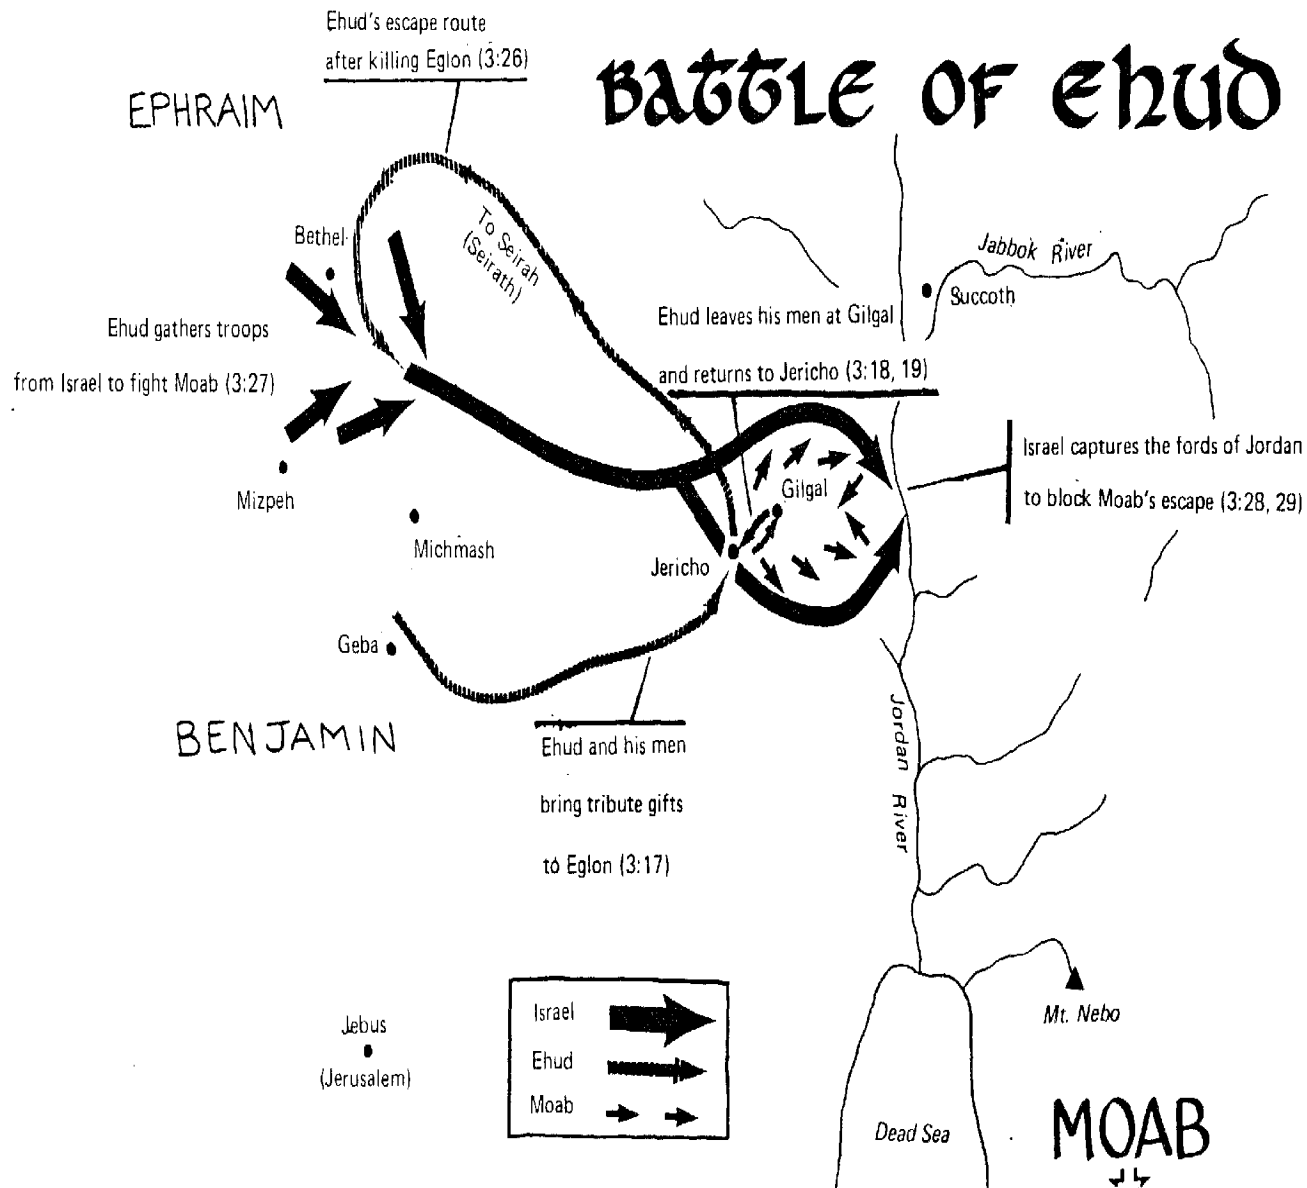 Ehud's escape route
after killing Eglon (3:26)
BATTLE OF EHUD
EPHRAIM
To Seirah
(Seirath)
Bethel
Jabbok River
Succoth
Ehud gathers troops
from Israel to fight Moab (3:27)
Ehud leaves his men at Gilgal
and returns to Jericho (3:18, 19)
Israel captures the fords of Jordan
to block Moab's escape (3:28, 29)
Gilgal
Mizpeh
Michmash
Jericho
Geba
BENJAMIN
Jordan River
Ehud and his men
bring tribute gifts
to Eglon (3:17)
Israel
Ehud
Moab
Jebus
(Jerusalem)
Mt. Nebo
Dead Sea
MOAB